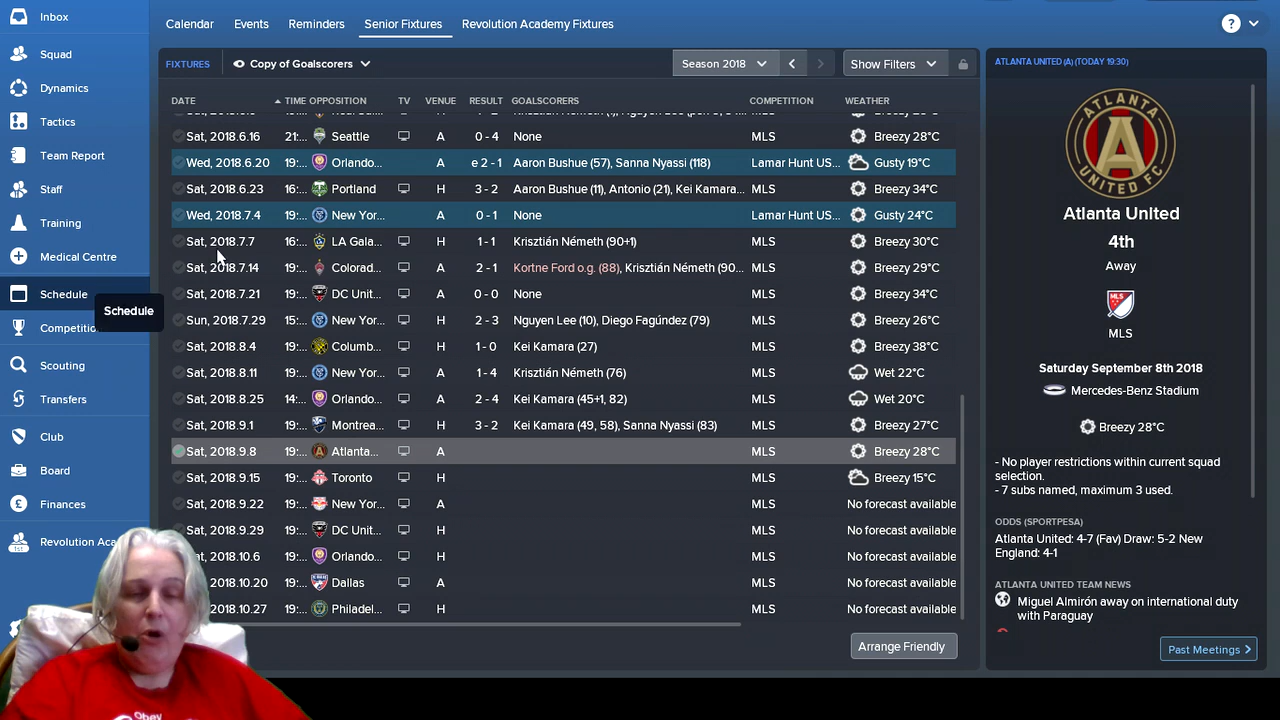 Inbox
Squad
Dynamics
Tactics
Team Report
Staff
Training
Medical Centre
Schedule
Schedule
Scouting
Transfers
Club
Board
Finances
Revolution Aca
Calendar Events Reminders Senior Fixtures Revolution Academy Fixtures ?
FIXTURES Copy of Goalscorers Season 2018 Show Filters
DATE TIME OPPOSITION TV VENUE RESULT GOALSCORERS COMPETITION WEATHER
Sat, 2018.6.16 21:... Seattle A 0 - 4 None MLS Breezy 28°C
Wed, 2018.6.20 19:... Orlando... A e 2 - 1 Aaron Bushue (57), Sanna Nyassi (118) Lamar Hunt US... Gusty 19°C
Sat, 2018.6.23 16:... Portland H 3 - 2 Aaron Bushue (11), Antonio (21), Kei Kamara... MLS Breezy 34°C
Wed, 2018.7.4 19:... New Yor... A 0 - 1 None Lamar Hunt US... Gusty 24°C
Sat, 2018.7.7 16:... LA Gala... H 1 - 1 Krisztián Németh (90+1) MLS Breezy 30°C
Sat, 2018.7.14 19:... Colorad... A 2 - 1 Kortne Ford o.g. (88), Krisztián Németh (90... MLS Breezy 29°C
Sat, 2018.7.21 19:... DC Unit... A 0 - 0 None MLS Breezy 34°C
Sun, 2018.7.29 15:... New Yor... H 2 - 3 Nguyen Lee (10), Diego Fagúndez (79) MLS Breezy 26°C
Sat, 2018.8.4 19:... Columb... H 1 - 0 Kei Kamara (27) MLS Breezy 38°C
Sat, 2018.8.11 19:... New Yor... A 1 - 4 Krisztián Németh (76) MLS Wet 22°C
Sat, 2018.8.25 14:... Orlando... A 2 - 4 Kei Kamara (45+1, 82) MLS Wet 20°C
Sat, 2018.9.1 19:... Montrea... H 3 - 2 Kei Kamara (49, 58), Sanna Nyassi (83) MLS Breezy 27°C
Sat, 2018.9.8 19:... Atlanta... A MLS Breezy 28°C
Sat, 2018.9.15 19:... Toronto H MLS Breezy 15°C
Sat, 2018.9.22 19:... New Yor... A MLS No forecast available
Sat, 2018.9.29 19:... DC Unit... H MLS No forecast available
Sat, 2018.10.6 19:... Orlando... H MLS No forecast available
2018.10.20 19:... Dallas A MLS No forecast available
2018.10.27 19:... Philadel... H MLS No forecast available
Arrange Friendly
ATLANTA UNITED (A) (TODAY 19:30)
ATLANTA
UNITED FC
Atlanta United
4th
Away
MLS
MLS
Saturday September 8th 2018
Mercedes-Benz Stadium
Breezy 28°C
- No player restrictions within current squad
selection.
- 7 subs named, maximum 3 used.
ODDS (SPORTPESA)
Atlanta United: 4-7 (Fav) Draw: 5-2 New
England: 4-1
ATLANTA UNITED TEAM NEWS
Miguel Almirón away on international duty
with Paraguay
Past Meetings
Obey